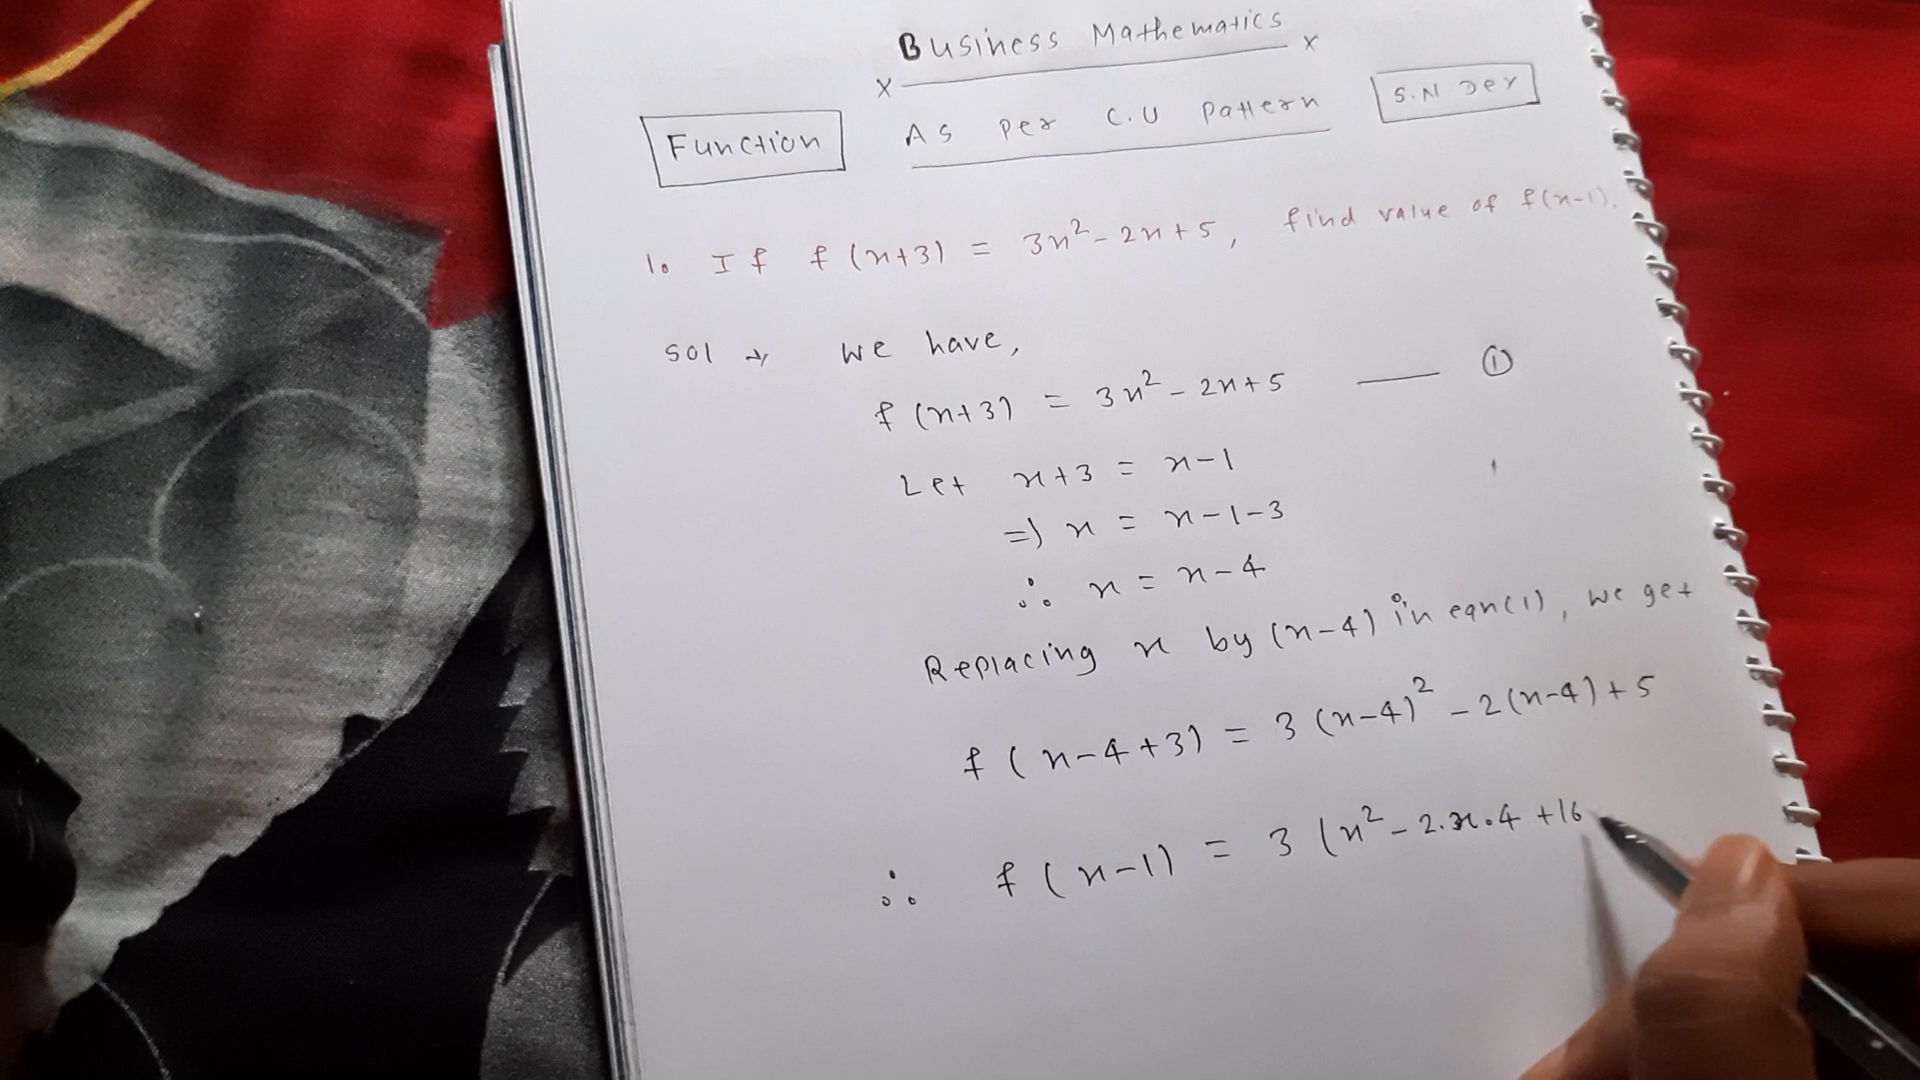 Business Mathematics
x x
Function As per C.U Pattern S.N Dey
1. If f(x+3) = 3x² - 2x + 5, find value of f(x-1).
Sol → We have,
f(x+3) = 3x² - 2x + 5 —— ①
Let x+3 = x-1
=> x = x-1-3
∴ x = x-4
Replacing x by (x-4) in eqn(1), we get
f(x-4+3) = 3(x-4)² - 2(x-4) + 5
∴ f(x-1) = 3(x² - 2.x.4 + 16